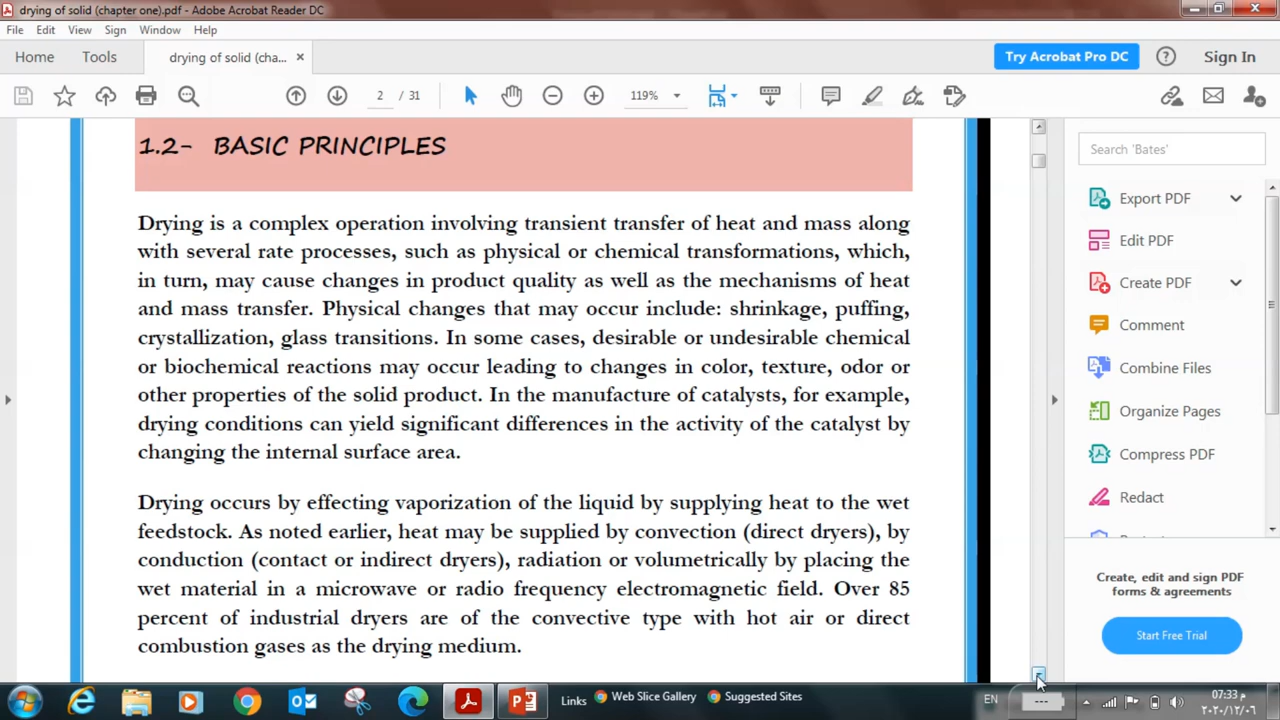 drying of solid (chapter one).pdf - Adobe Acrobat Reader DC
File Edit View Sign Window Help
Home Tools drying of solid (cha... × Try Acrobat Pro DC ? Sign In
2 / 31 119%
1.2- BASIC PRINCIPLES
Drying is a complex operation involving transient transfer of heat and mass along
with several rate processes, such as physical or chemical transformations, which,
in turn, may cause changes in product quality as well as the mechanisms of heat
and mass transfer. Physical changes that may occur include: shrinkage, puffing,
crystallization, glass transitions. In some cases, desirable or undesirable chemical
or biochemical reactions may occur leading to changes in color, texture, odor or
other properties of the solid product. In the manufacture of catalysts, for example,
drying conditions can yield significant differences in the activity of the catalyst by
changing the internal surface area.
Drying occurs by effecting vaporization of the liquid by supplying heat to the wet
feedstock. As noted earlier, heat may be supplied by convection (direct dryers), by
conduction (contact or indirect dryers), radiation or volumetrically by placing the
wet material in a microwave or radio frequency electromagnetic field. Over 85
percent of industrial dryers are of the convective type with hot air or direct
combustion gases as the drying medium.
Search 'Bates'
Export PDF
Edit PDF
Create PDF
Comment
Combine Files
Organize Pages
Compress PDF
Redact
Create, edit and sign PDF
forms & agreements
Start Free Trial
Links Web Slice Gallery Suggested Sites EN --- 07:33 م
٢٠٢٠/١٢/٠٦